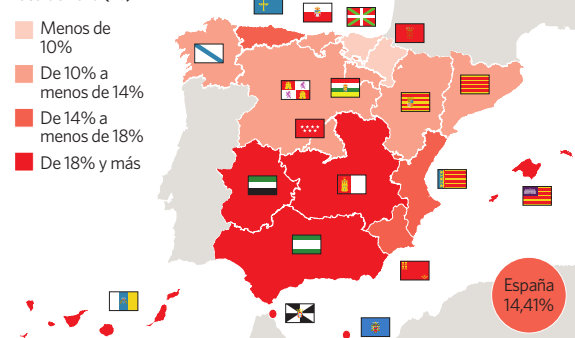 Menos de
10%
De 10% a
menos de 14%
De 14% a
menos de 18%
De 18% y más
España
14,41%